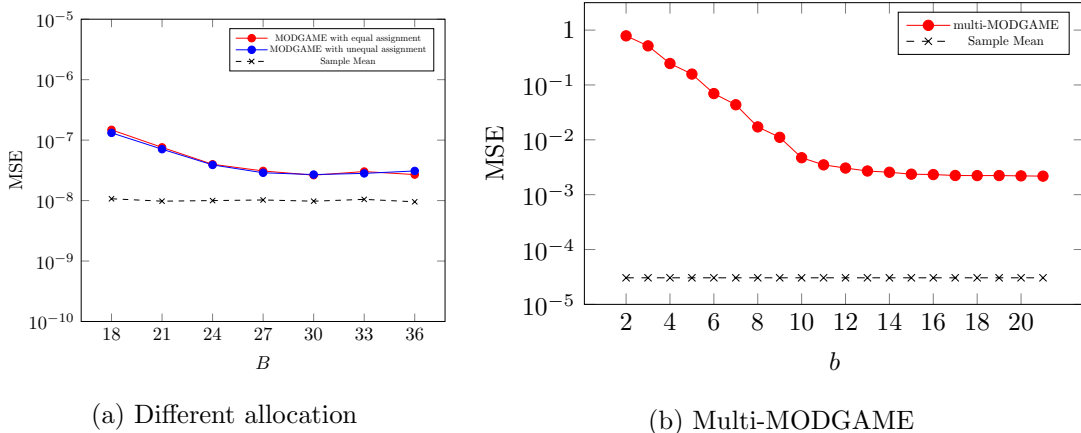 10^{-5}
10^{-6}
10^{-7}
10^{-8}
10^{-9}
10^{-10}
MSE
MODGAME with equal assignment
MODGAME with unequal assignment
Sample Mean
18 21 24 27 30 33 36
B
(a) Different allocation
1
10^{-1}
10^{-2}
10^{-3}
10^{-4}
10^{-5}
MSE
multi-MODGAME
Sample Mean
2 4 6 8 10 12 14 16 18 20
b
(b) Multi-MODGAME